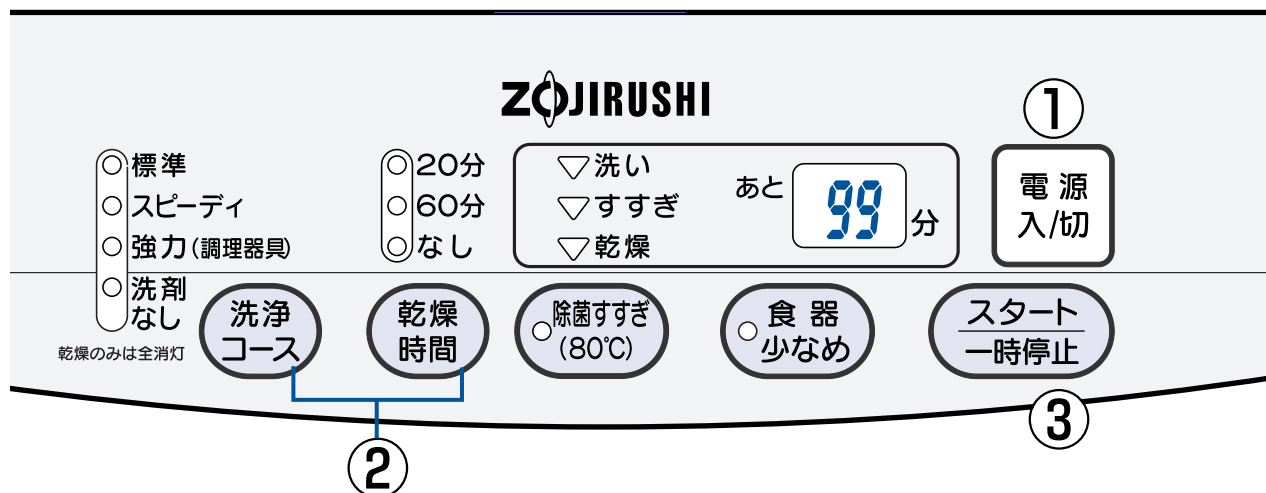 ZOJIRUSHI
①
標準
スピーディ
強力(調理器具)
洗剤
なし
乾燥のみは全消灯
20分
60分
なし
洗い
すすぎ
乾燥
あと 99 分
電源
入/切
洗浄
コース
乾燥
時間
除菌すすぎ
(80℃)
食器
少なめ
スタート
一時停止
②
③